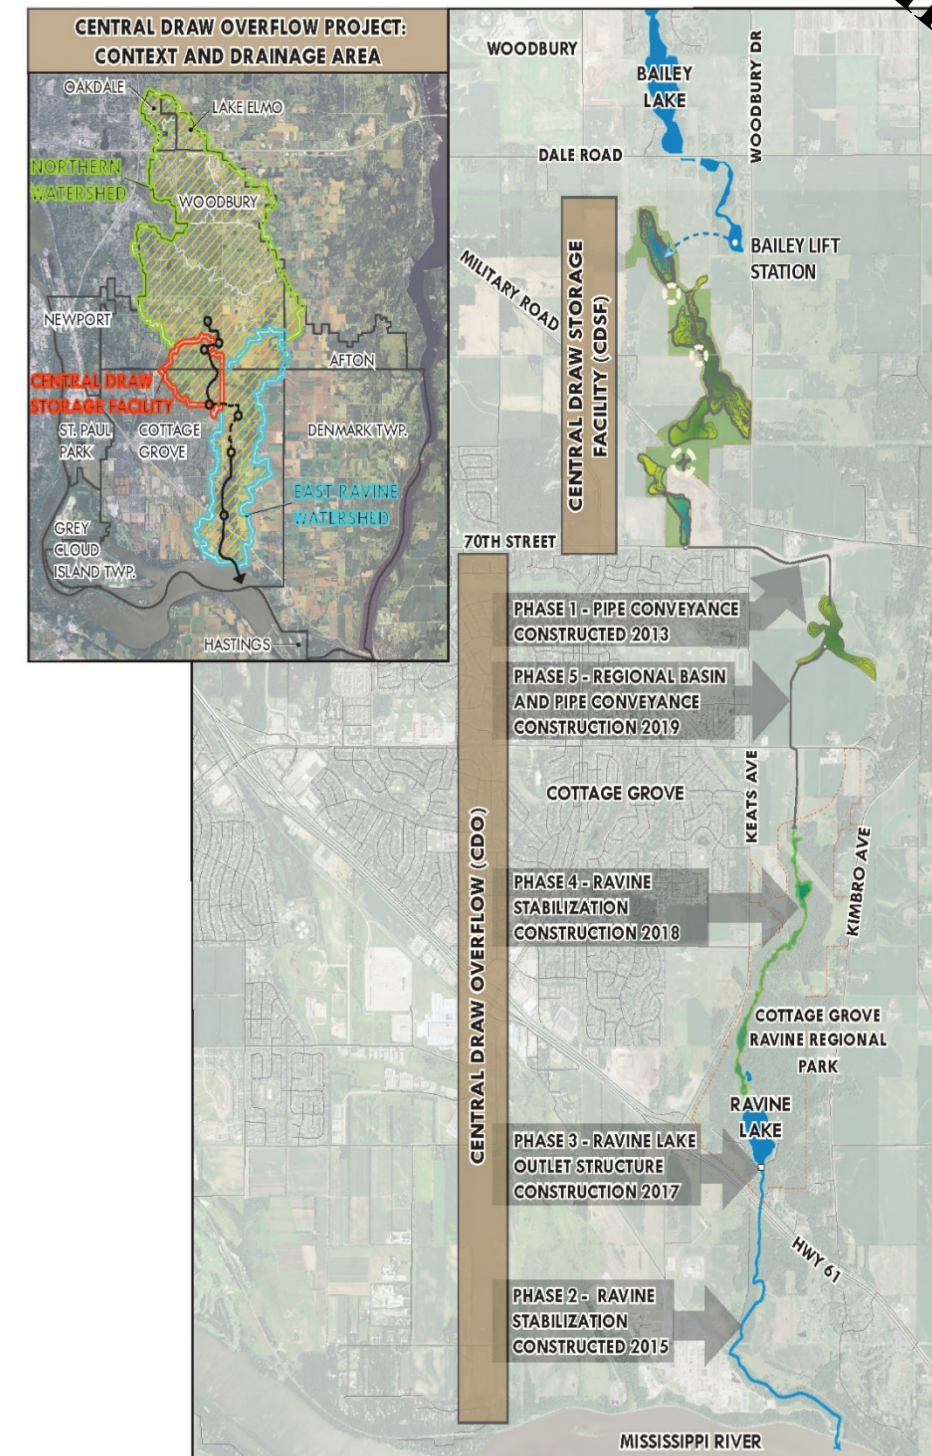 CENTRAL DRAW OVERFLOW PROJECT:
CONTEXT AND DRAINAGE AREA
OAKDALE
LAKE ELMO
NORTHERN
WATERSHED
WOODBURY
NEWPORT
AFTON
CENTRAL DRAW
STORAGE FACILITY
ST. PAUL
PARK
COTTAGE
GROVE
DENMARK TWP.
EAST RAVINE
WATERSHED
GREY
CLOUD
ISLAND TWP.
HASTINGS
WOODBURY
BAILEY
LAKE
WOODBURY DR
DALE ROAD
BAILEY LIFT
STATION
MILITARY ROAD
CENTRAL DRAW STORAGE
FACILITY (CDSF)
70TH STREET
PHASE 1 - PIPE CONVEYANCE
CONSTRUCTED 2013
PHASE 5 - REGIONAL BASIN
AND PIPE CONVEYANCE
CONSTRUCTION 2019
COTTAGE GROVE
KEATS AVE
KIMBRO AVE
CENTRAL DRAW OVERFLOW (CDO)
PHASE 4 - RAVINE
STABILIZATION
CONSTRUCTION 2018
COTTAGE GROVE
RAVINE REGIONAL
PARK
RAVINE
LAKE
PHASE 3 - RAVINE LAKE
OUTLET STRUCTURE
CONSTRUCTION 2017
HWY 61
PHASE 2 - RAVINE
STABILIZATION
CONSTRUCTED 2015
MISSISSIPPI RIVER